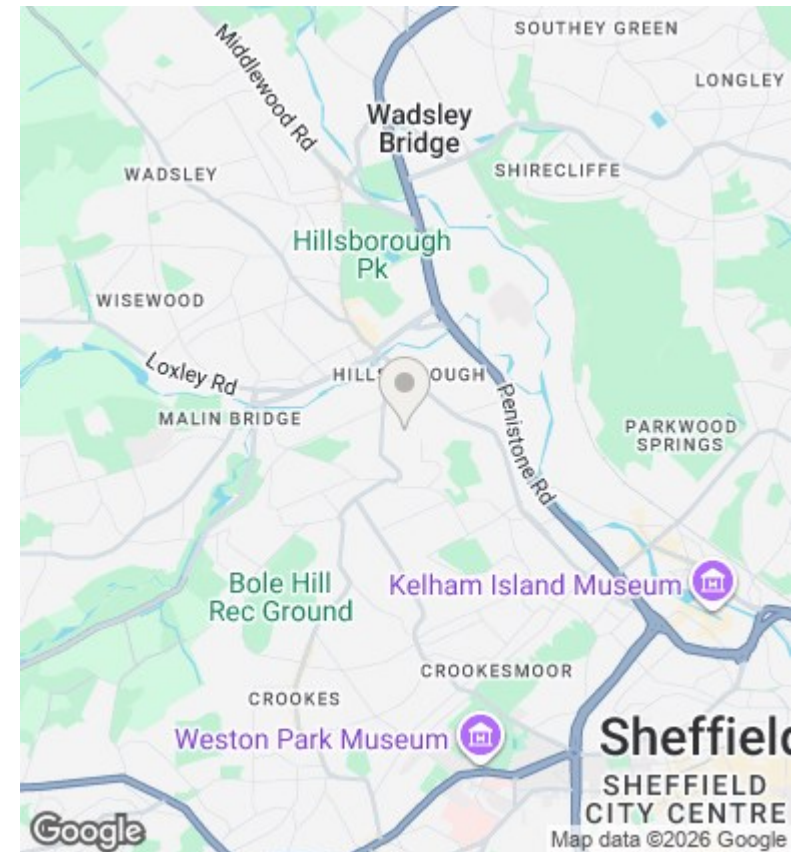 SOUTHEY GREEN
Middlewood Rd
LONGLEY
Wadsley
Bridge
WADSLEY
SHIRECLIFFE
Hillsborough
Pk
WISEWOOD
Loxley Rd
HILLS OUGH
MALIN BRIDGE
Penistone Rd
PARKWOOD
SPRINGS
Bole Hill
Rec Ground
Kelham Island Museum
CROOKESMOOR
CROOKES
Weston Park Museum
Sheffield
SHEFFIELD
CITY CENTRE
Google
Map data ©2026 Google